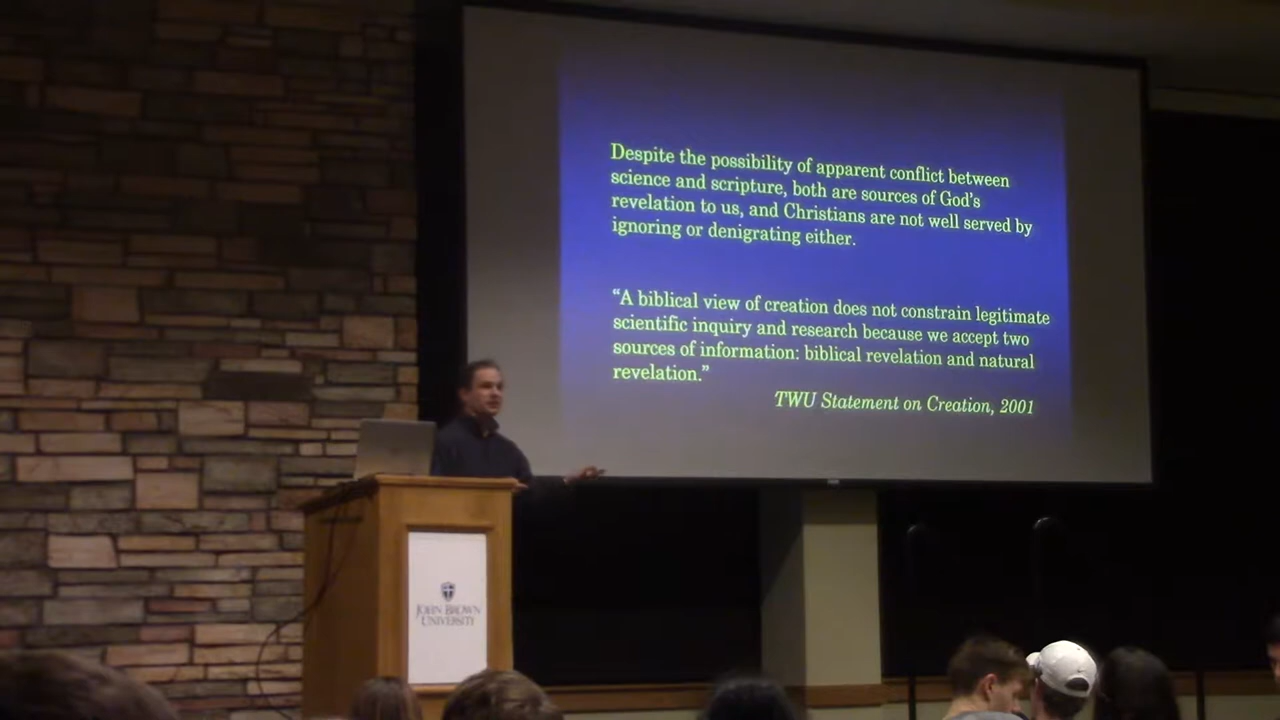 Despite the possibility of apparent conflict between
science and scripture, both are sources of God's
revelation to us, and Christians are not well served by
ignoring or denigrating either.
“A biblical view of creation does not constrain legitimate
scientific inquiry and research because we accept two
sources of information: biblical revelation and natural
revelation.”
TWU Statement on Creation, 2001
JOHN BROWN
UNIVERSITY